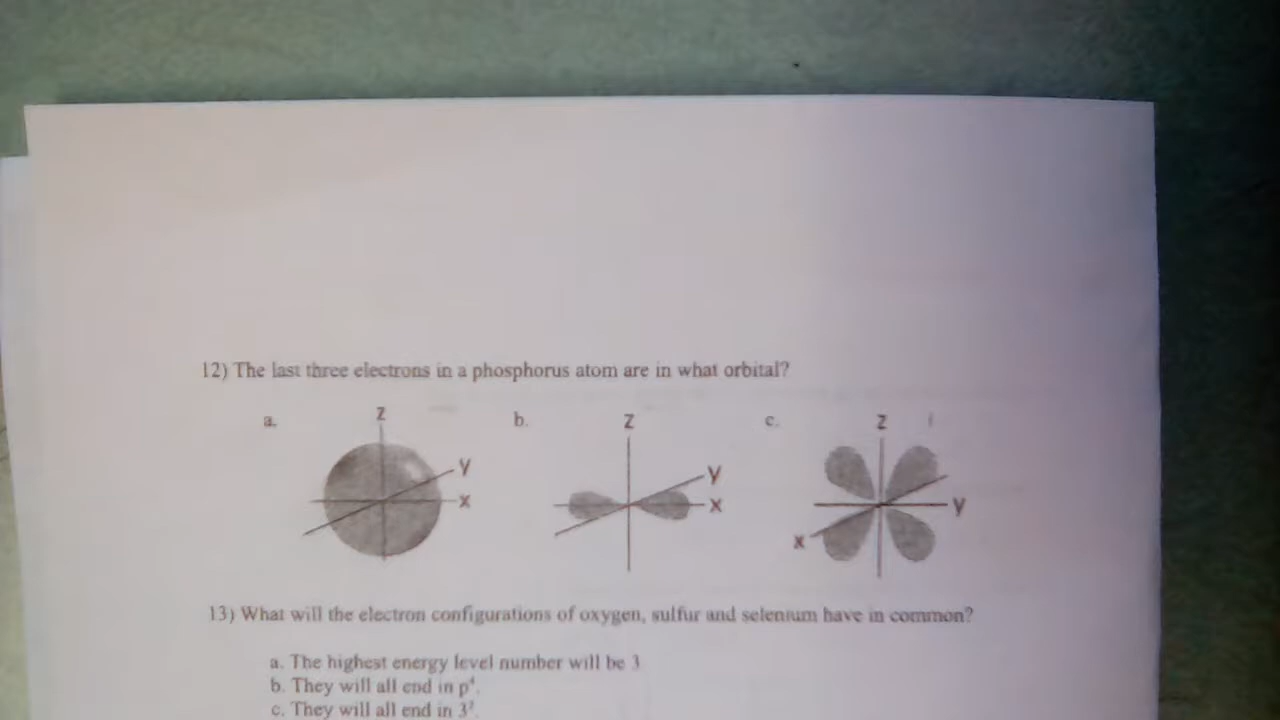 12) The last three electrons in a phosphorus atom are in what orbital?
a. b. c.
z z z
y y
x x y
x
13) What will the electron configurations of oxygen, sulfur and selenium have in common?
a. The highest energy level number will be 3
b. They will all end in p⁴.
c. They will all end in 3².